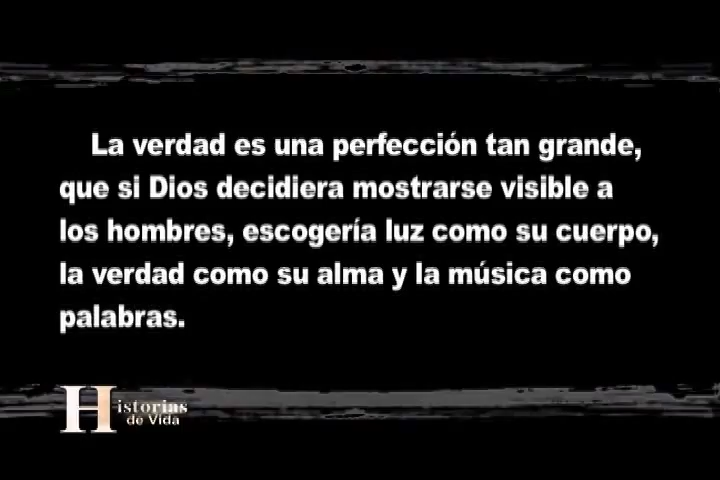 La verdad es una perfección tan grande,
que si Dios decidiera mostrarse visible a
los hombres, escogería luz como su cuerpo,
la verdad como su alma y la música como
palabras.
Historias
de Vida